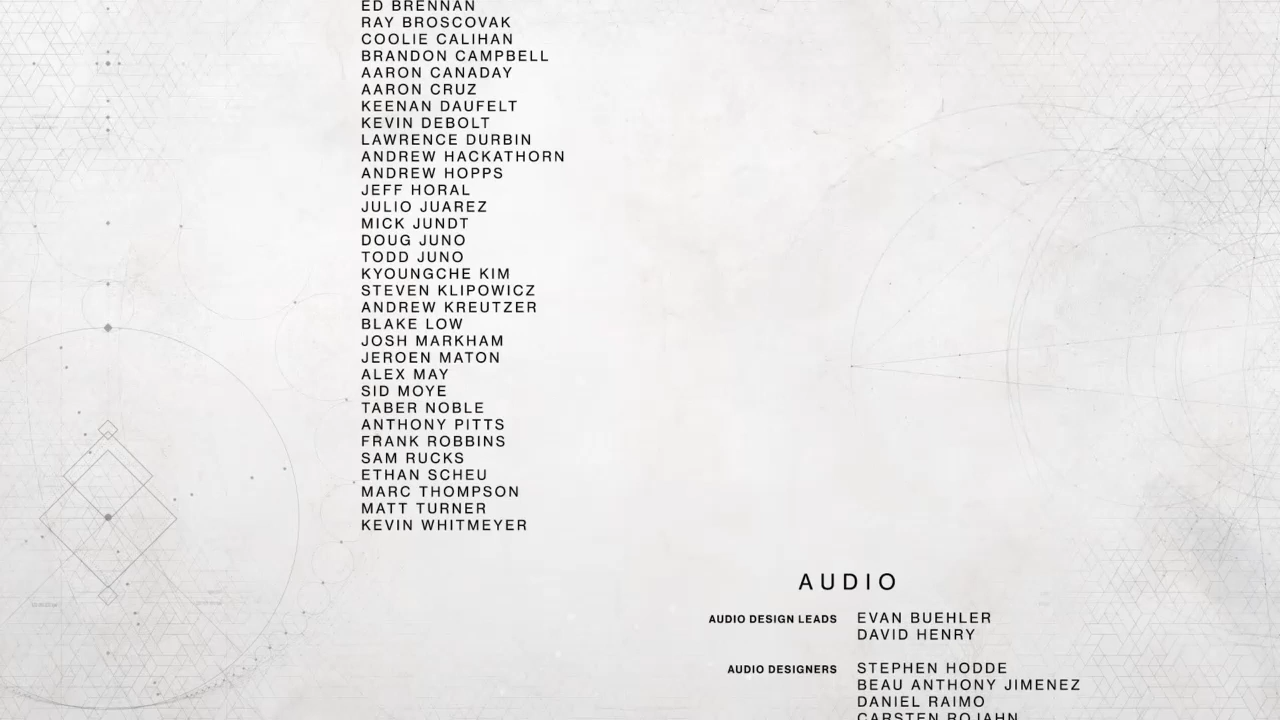 ED BRENNAN
RAY BROSCOVAK
COOLIE CALIHAN
BRANDON CAMPBELL
AARON CANADAY
AARON CRUZ
KEENAN DAUFELT
KEVIN DEBOLT
LAWRENCE DURBIN
ANDREW HACKATHORN
ANDREW HOPPS
JEFF HORAL
JULIO JUAREZ
MICK JUNDT
DOUG JUNO
TODD JUNO
KYOUNGCHE KIM
STEVEN KLIPOWICZ
ANDREW KREUTZER
BLAKE LOW
JOSH MARKHAM
JEROEN MATON
ALEX MAY
SID MOYE
TABER NOBLE
ANTHONY PITTS
FRANK ROBBINS
SAM RUCKS
ETHAN SCHEU
MARC THOMPSON
MATT TURNER
KEVIN WHITMEYER
AUDIO
AUDIO DESIGN LEADS EVAN BUEHLER
DAVID HENRY
AUDIO DESIGNERS STEPHEN HODDE
BEAU ANTHONY JIMENEZ
DANIEL RAIMO
CARSTEN ROJAHN